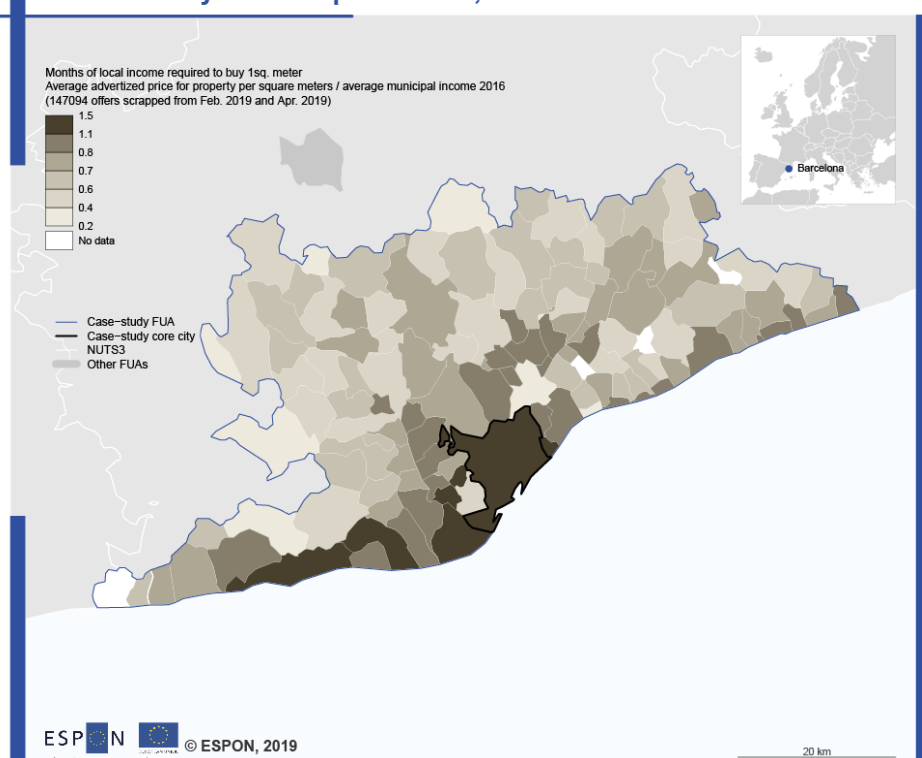 Months of local income required to buy 1sq. meter
Average advertized price for property per square meters / average municipal income 2016
(147094 offers scrapped from Feb. 2019 and Apr. 2019)
1.5
1.1
0.8
0.7
0.6
0.4
0.2
No data
Barcelona
Case-study FUA
Case-study core city
NUTS3
Other FUAs
ESPON
© ESPON, 2019
20 km